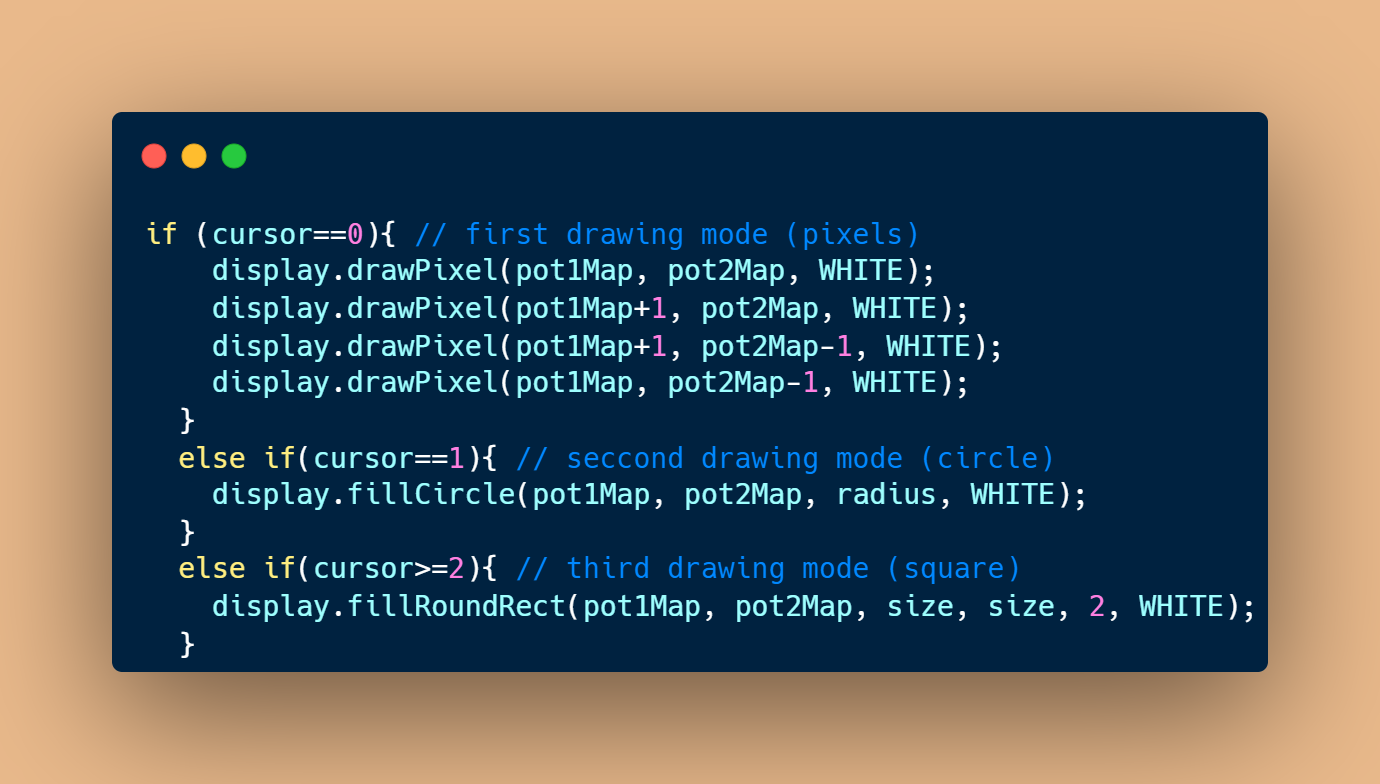 if (cursor==0){ // first drawing mode (pixels)
    display.drawPixel(pot1Map, pot2Map, WHITE);
    display.drawPixel(pot1Map+1, pot2Map, WHITE);
    display.drawPixel(pot1Map+1, pot2Map-1, WHITE);
    display.drawPixel(pot1Map, pot2Map-1, WHITE);
  }
  else if(cursor==1){ // seccond drawing mode (circle)
    display.fillCircle(pot1Map, pot2Map, radius, WHITE);
  }
  else if(cursor>=2){ // third drawing mode (square)
    display.fillRoundRect(pot1Map, pot2Map, size, size, 2, WHITE);
  }